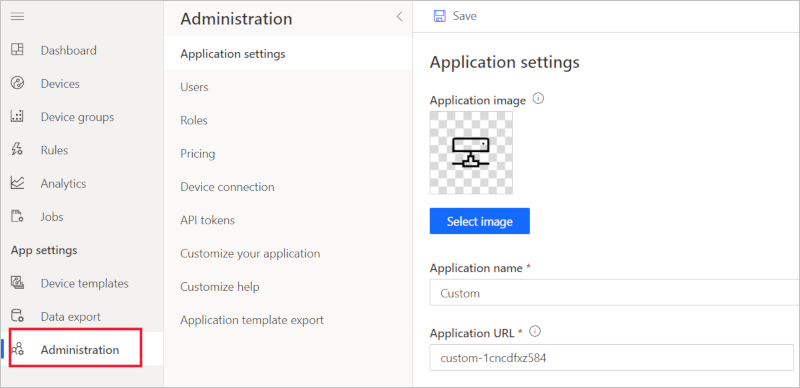 Dashboard
Devices
Device groups
Rules
Analytics
Jobs
App settings
Device templates
Data export
Administration
Administration
Application settings
Users
Roles
Pricing
Device connection
API tokens
Customize your application
Customize help
Application template export
Save
Application settings
Application image
Select image
Application name *
Custom
Application URL *
custom-1cncdfxz584